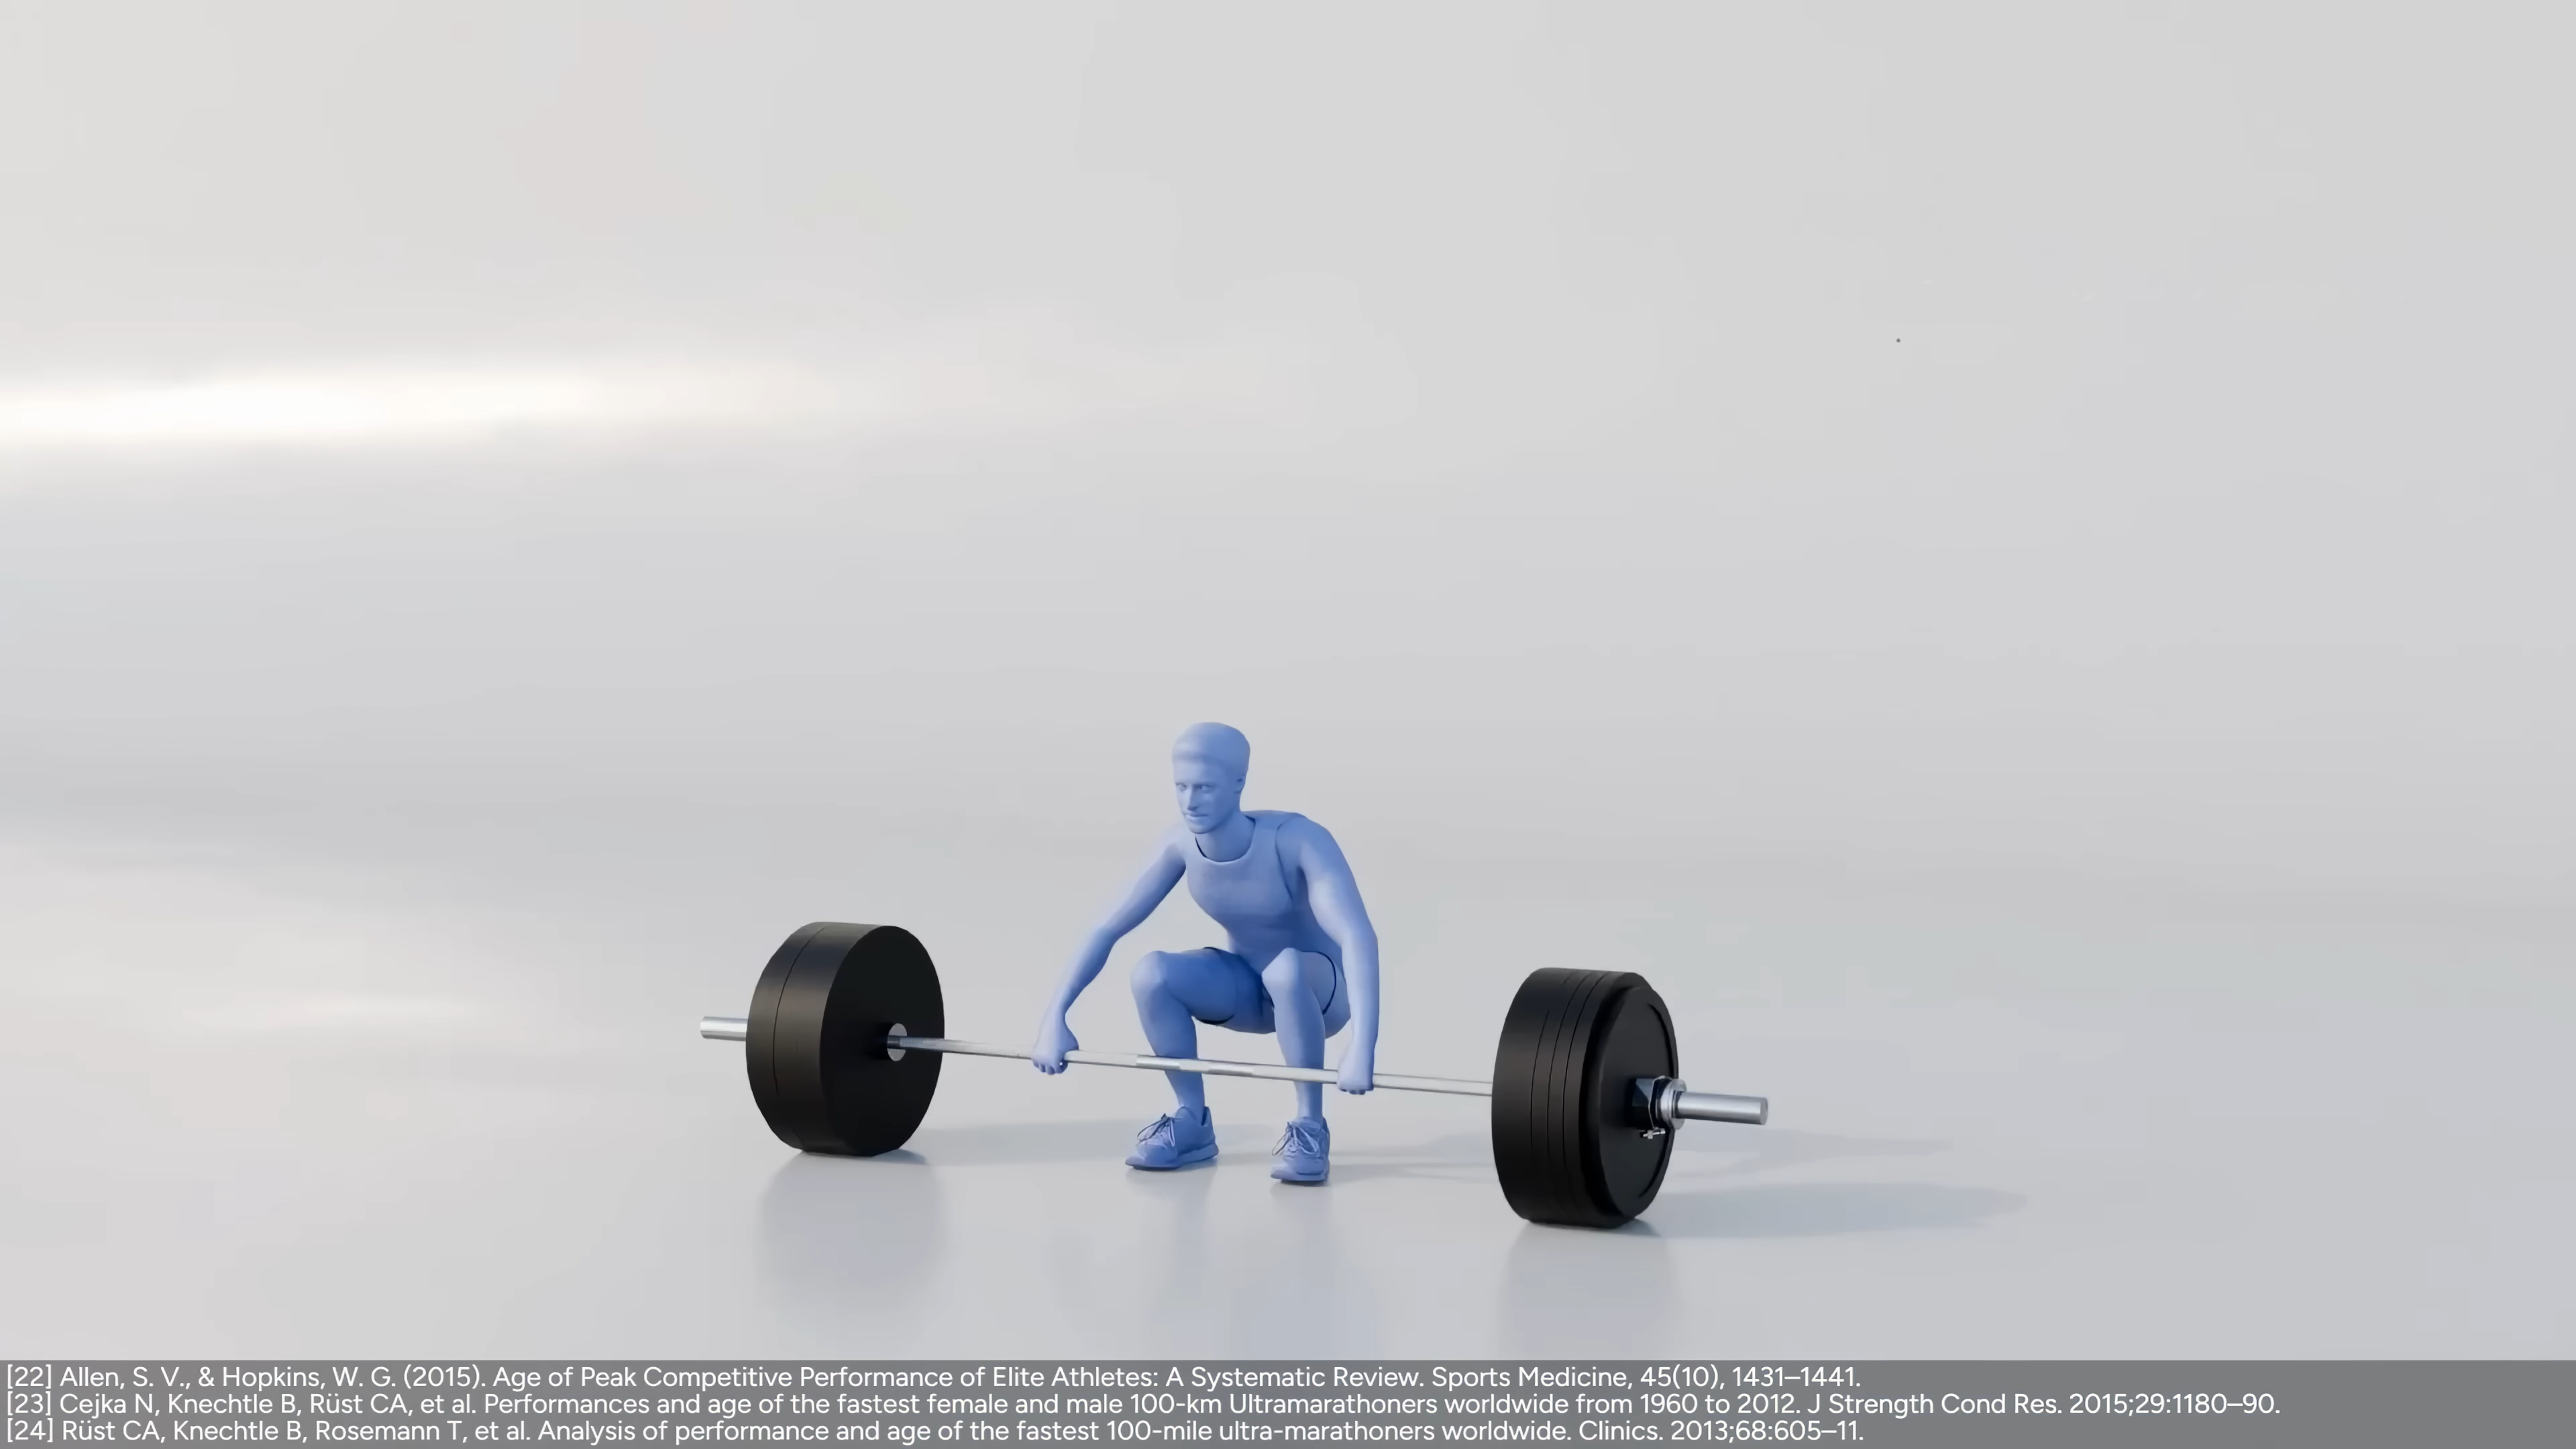 [22] Allen, S. V., & Hopkins, W. G. (2015). Age of Peak Competitive Performance of Elite Athletes: A Systematic Review. Sports Medicine, 45(10), 1431–1441.
[23] Cejka N, Knechtle B, Rüst CA, et al. Performances and age of the fastest female and male 100-km Ultramarathoners worldwide from 1960 to 2012. J Strength Cond Res. 2015;29:1180–90.
[24] Rüst CA, Knechtle B, Rosemann T, et al. Analysis of performance and age of the fastest 100-mile ultra-marathoners worldwide. Clinics. 2013;68:605–11.